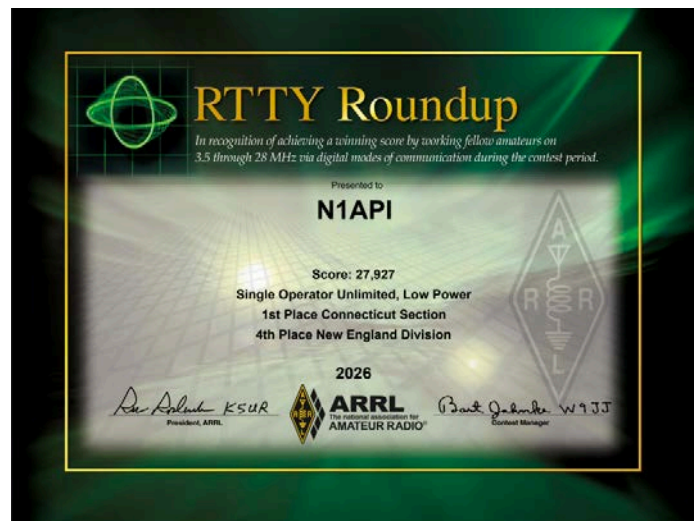 RTTY Roundup
In recognition of achieving a winning score by working fellow amateurs on
3.5 through 28 MHz via digital modes of communication during the contest period.
Presented to
N1API
Score: 27,927
Single Operator Unlimited, Low Power
1st Place Connecticut Section
4th Place New England Division
2026
K5UR
President, ARRL
ARRL
The national association for
AMATEUR RADIO®
Bart Jahnke W9JJ
Contest Manager
A
R R
L